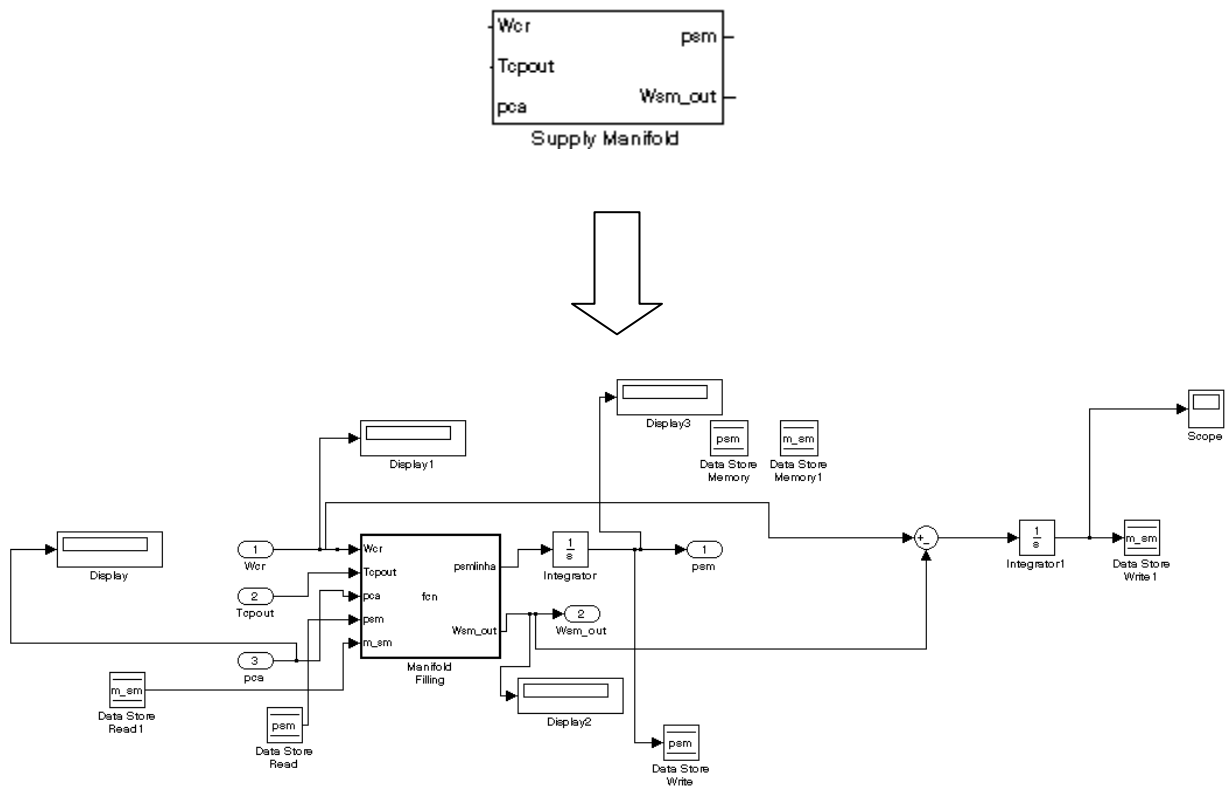 Wcr
psm
Tcpout
Wsm_out
pca
Supply Manifold
Display3
psm
m_sm
Scope
Display1
Data Store
Memory
Data Store
Memory1
Display
1
Wcr
Wcr
psmlinha
1
s
Integrator
1
psm
+
-
1
s
Integrator1
m_sm
Data Store
Write1
2
Tcpout
Tcpout
pca
fcn
psm
Wsm_out
m_sm
2
Wsm_out
3
pca
Manifold
Filling
m_sm
Data Store
Read1
psm
Data Store
Read
Display2
psm
Data Store
Write